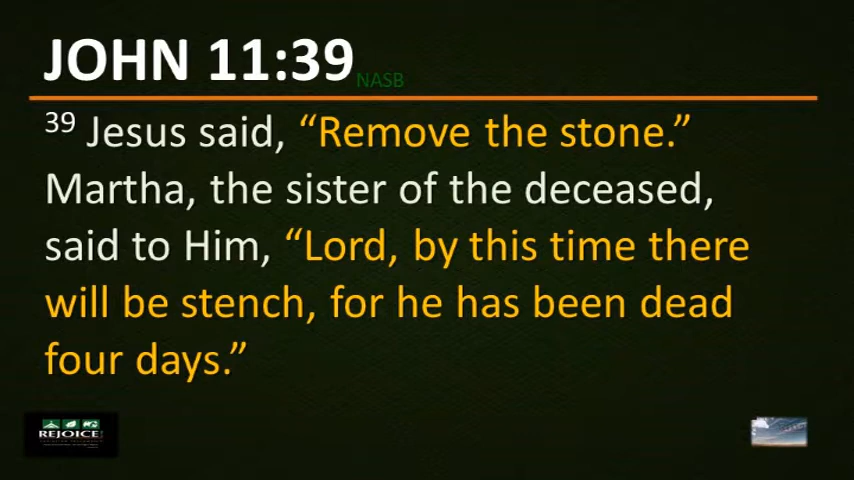 JOHN 11:39 NASB
39 Jesus said, “Remove the stone.”
Martha, the sister of the deceased,
said to Him, “Lord, by this time there
will be stench, for he has been dead
four days.”
REJOICE